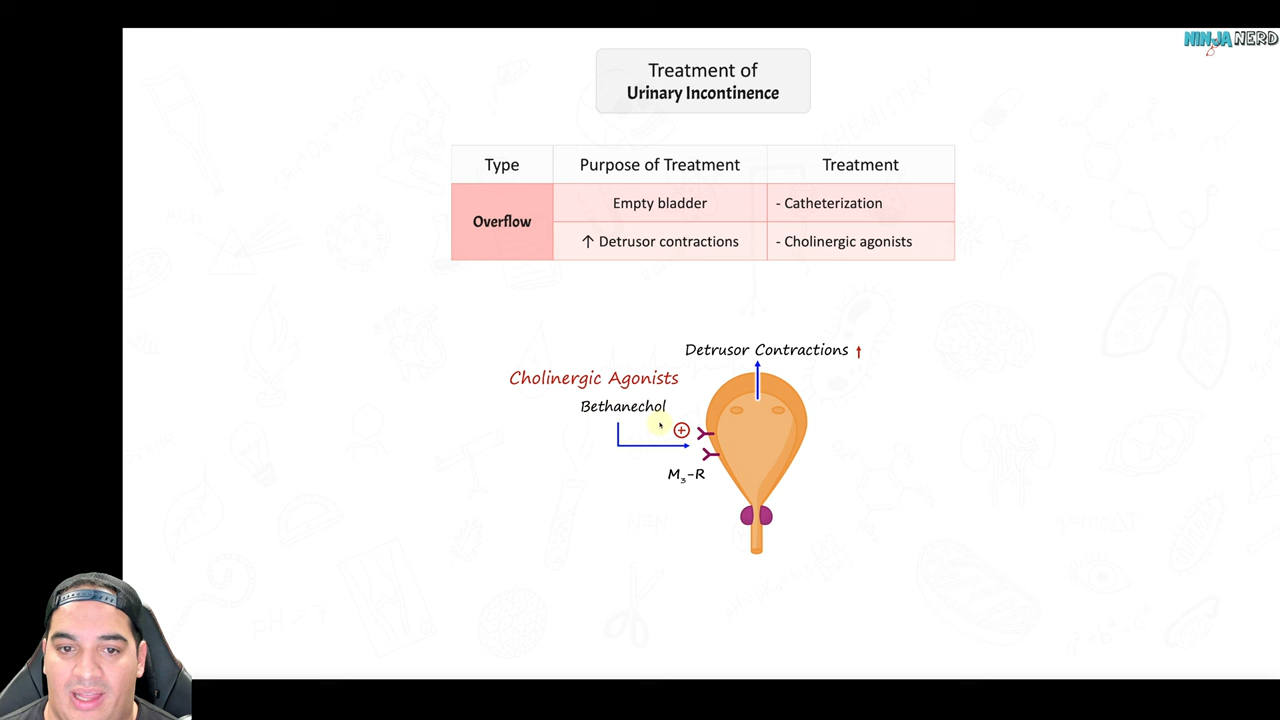 NINJA NERD
Treatment of
Urinary Incontinence
Type Purpose of Treatment Treatment
Overflow
Empty bladder - Catheterization
↑ Detrusor contractions - Cholinergic agonists
Detrusor Contractions ↑
Cholinergic Agonists
Bethanechol
+
M₃-R